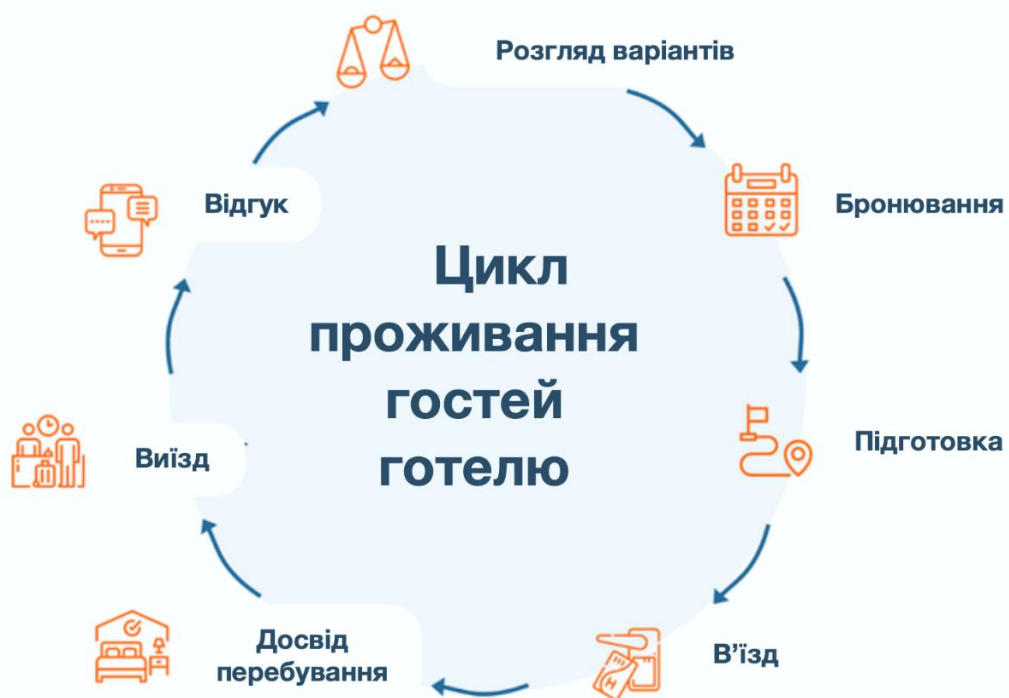 Розгляд варіантів
Бронювання
Підготовка
В’їзд
Досвід
перебування
Виїзд
Відгук
Цикл
проживання
гостей
готелю